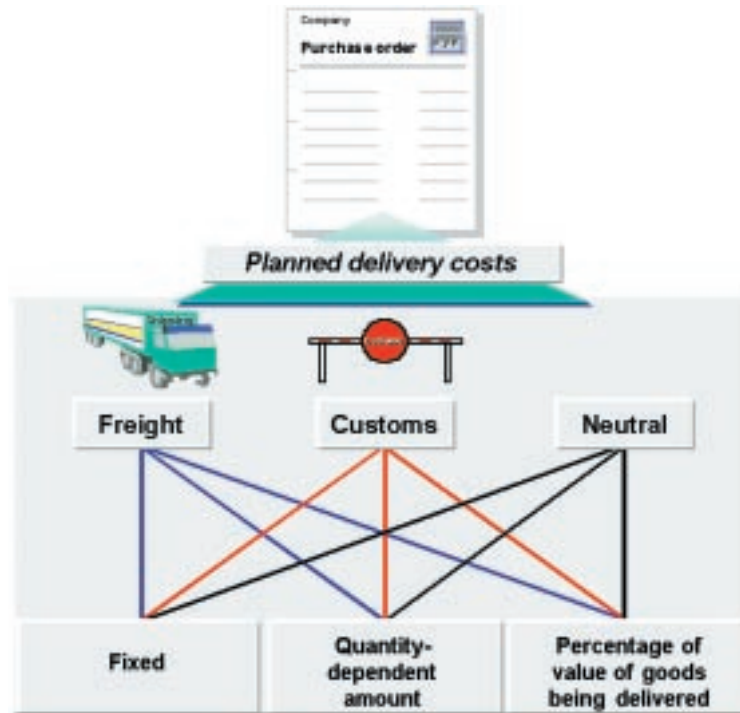 Company
Purchase order
Planned delivery costs
Freight
Customs
Neutral
Fixed
Quantity-
dependent
amount
Percentage of
value of goods
being delivered